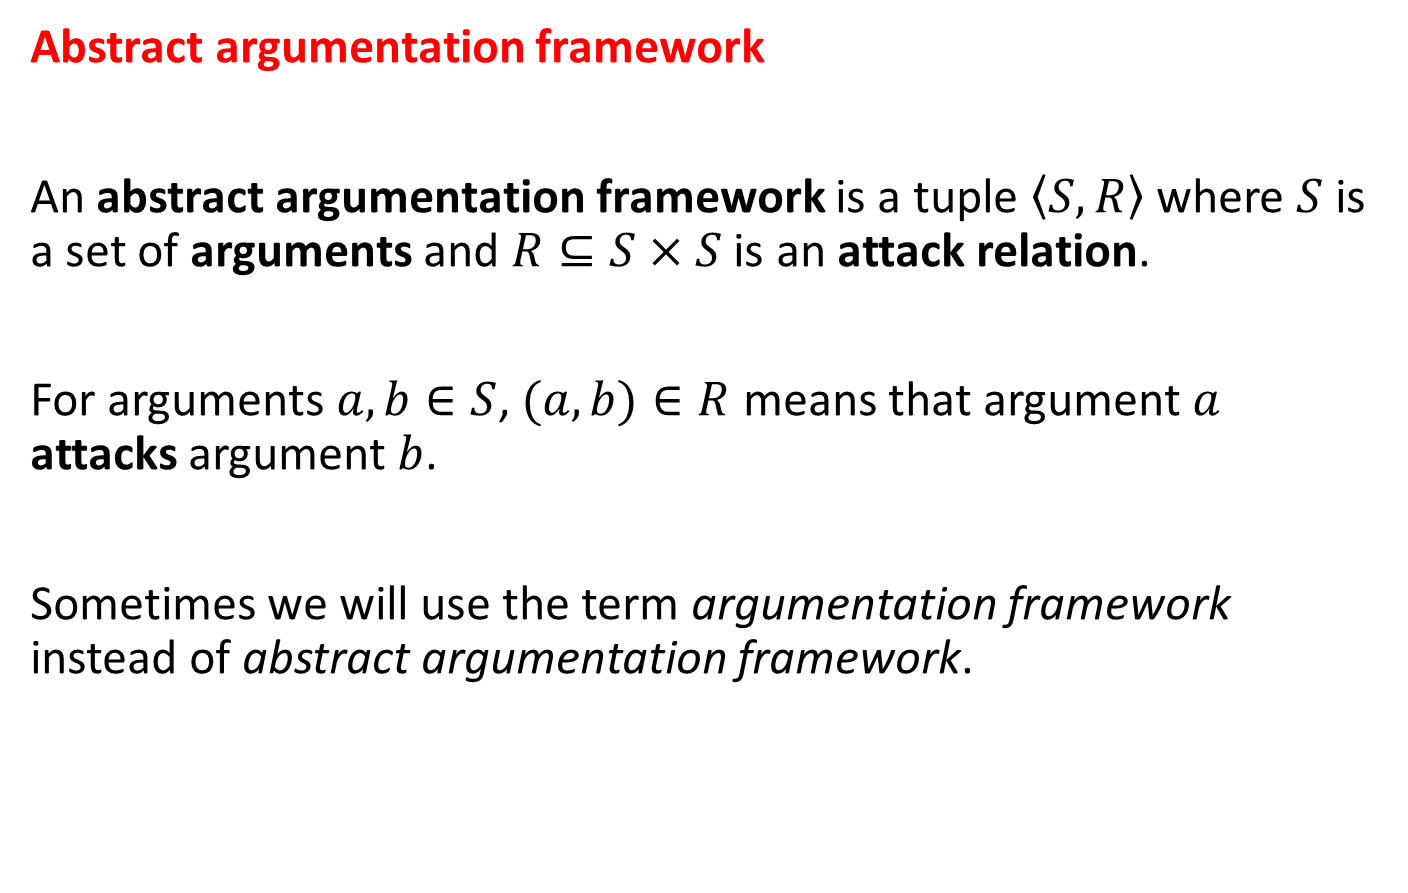 Abstract argumentation framework
An abstract argumentation framework is a tuple ⟨𝑆, 𝑅⟩ where 𝑆 is
a set of arguments and 𝑅 ⊆ 𝑆 × 𝑆 is an attack relation.
For arguments 𝑎, 𝑏 ∈ 𝑆, (𝑎, 𝑏) ∈ 𝑅 means that argument 𝑎
attacks argument 𝑏.
Sometimes we will use the term argumentation framework
instead of abstract argumentation framework.